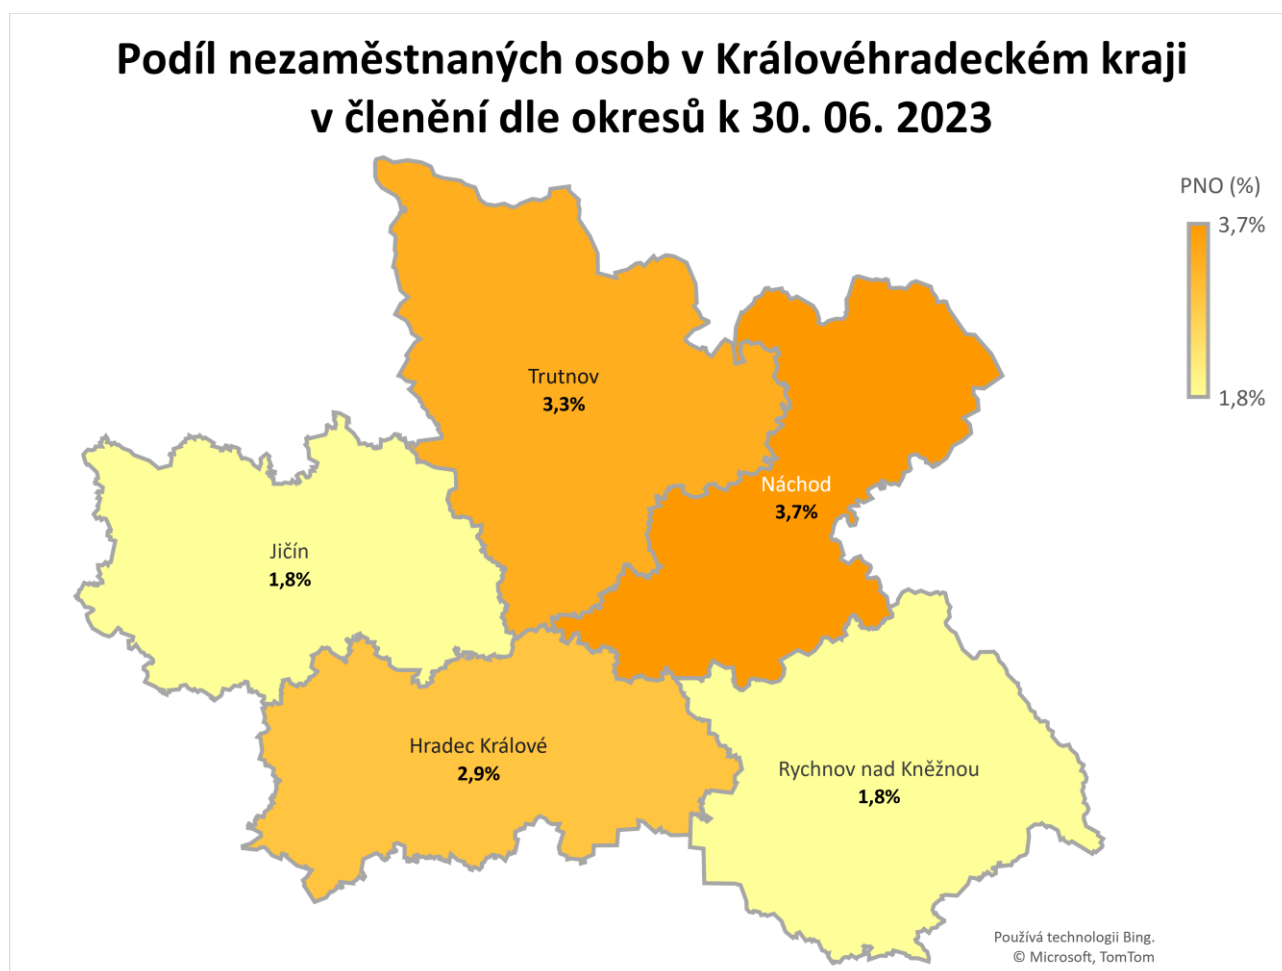 Podíl nezaměstnaných osob v Královéhradeckém kraji
v členění dle okresů k 30. 06. 2023
PNO (%)
3,7%
1,8%
Trutnov
3,3%
Náchod
3,7%
Jičín
1,8%
Hradec Králové
2,9%
Rychnov nad Kněžnou
1,8%
Používá technologii Bing.
© Microsoft, TomTom